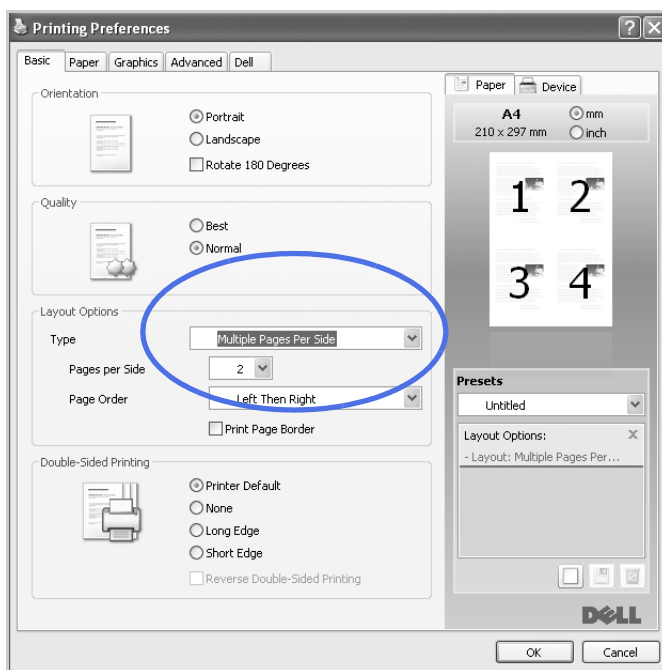 Printing Preferences
Basic Paper Graphics Advanced Dell
Orientation
Portrait
Landscape
Rotate 180 Degrees
Quality
Best
Normal
Layout Options
Type Multiple Pages Per Side
Pages per Side 2
Page Order Left Then Right
Print Page Border
Double-Sided Printing
Printer Default
None
Long Edge
Short Edge
Reverse Double-Sided Printing
Paper Device
A4 mm
210 x 297 mm inch
1 2
3 4
Presets
Untitled
Layout Options: X
- Layout: Multiple Pages Per...
DELL
OK Cancel